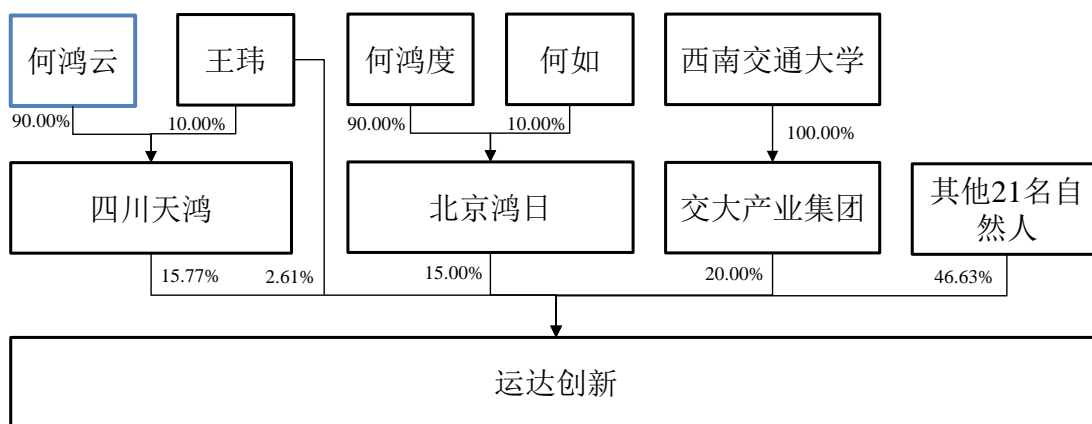 何鸿云
王玮
何鸿度
何如
西南交通大学
90.00%
10.00%
90.00%
10.00%
100.00%
四川天鸿
北京鸿日
交大产业集团
其他21名自
然人
15.77%
2.61%
15.00%
20.00%
46.63%
运达创新